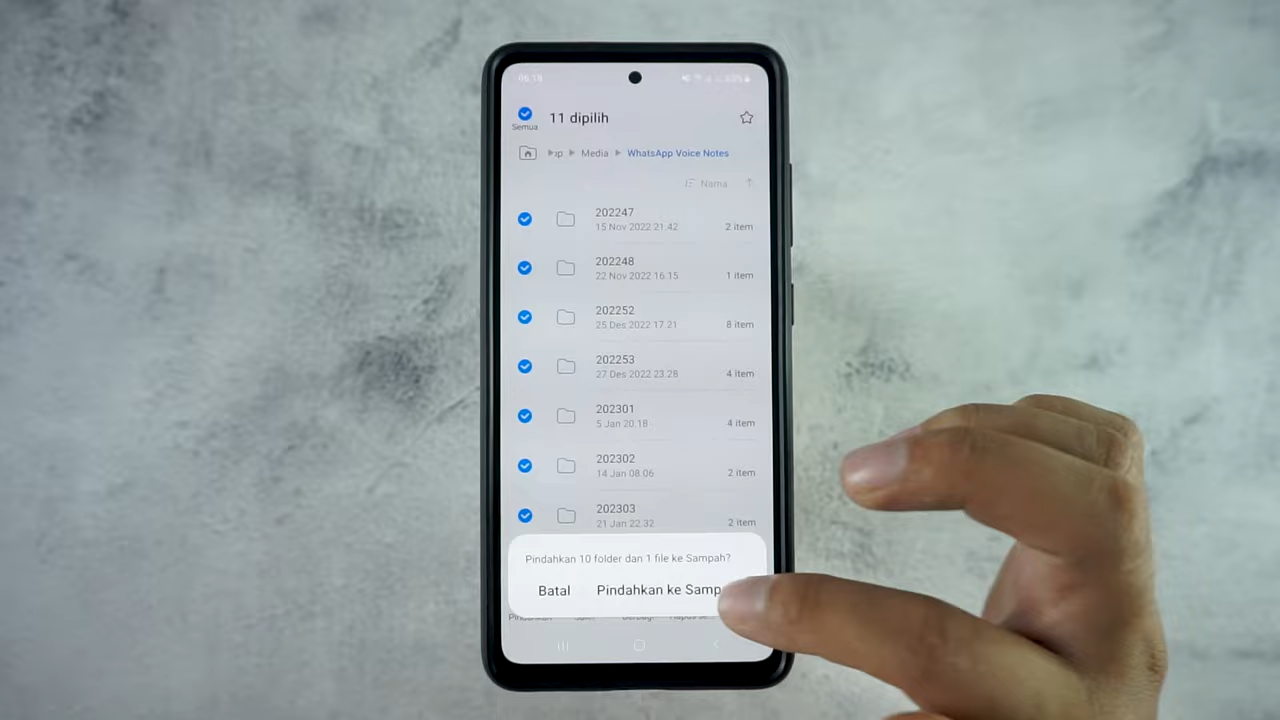 06.18
11 dipilih
Semua
Media
WhatsApp Voice Notes
Nama
202247
15 Nov 2022 21.42
2 item
202248
22 Nov 2022 16.15
1 item
202252
25 Des 2022 17.21
8 item
202253
27 Des 2022 23.28
4 item
202301
5 Jan 20.18
4 item
202302
14 Jan 08.06
2 item
202303
21 Jan 22.32
2 item
Pindahkan 10 folder dan 1 file ke Sampah?
Batal
Pindahkan ke Samp